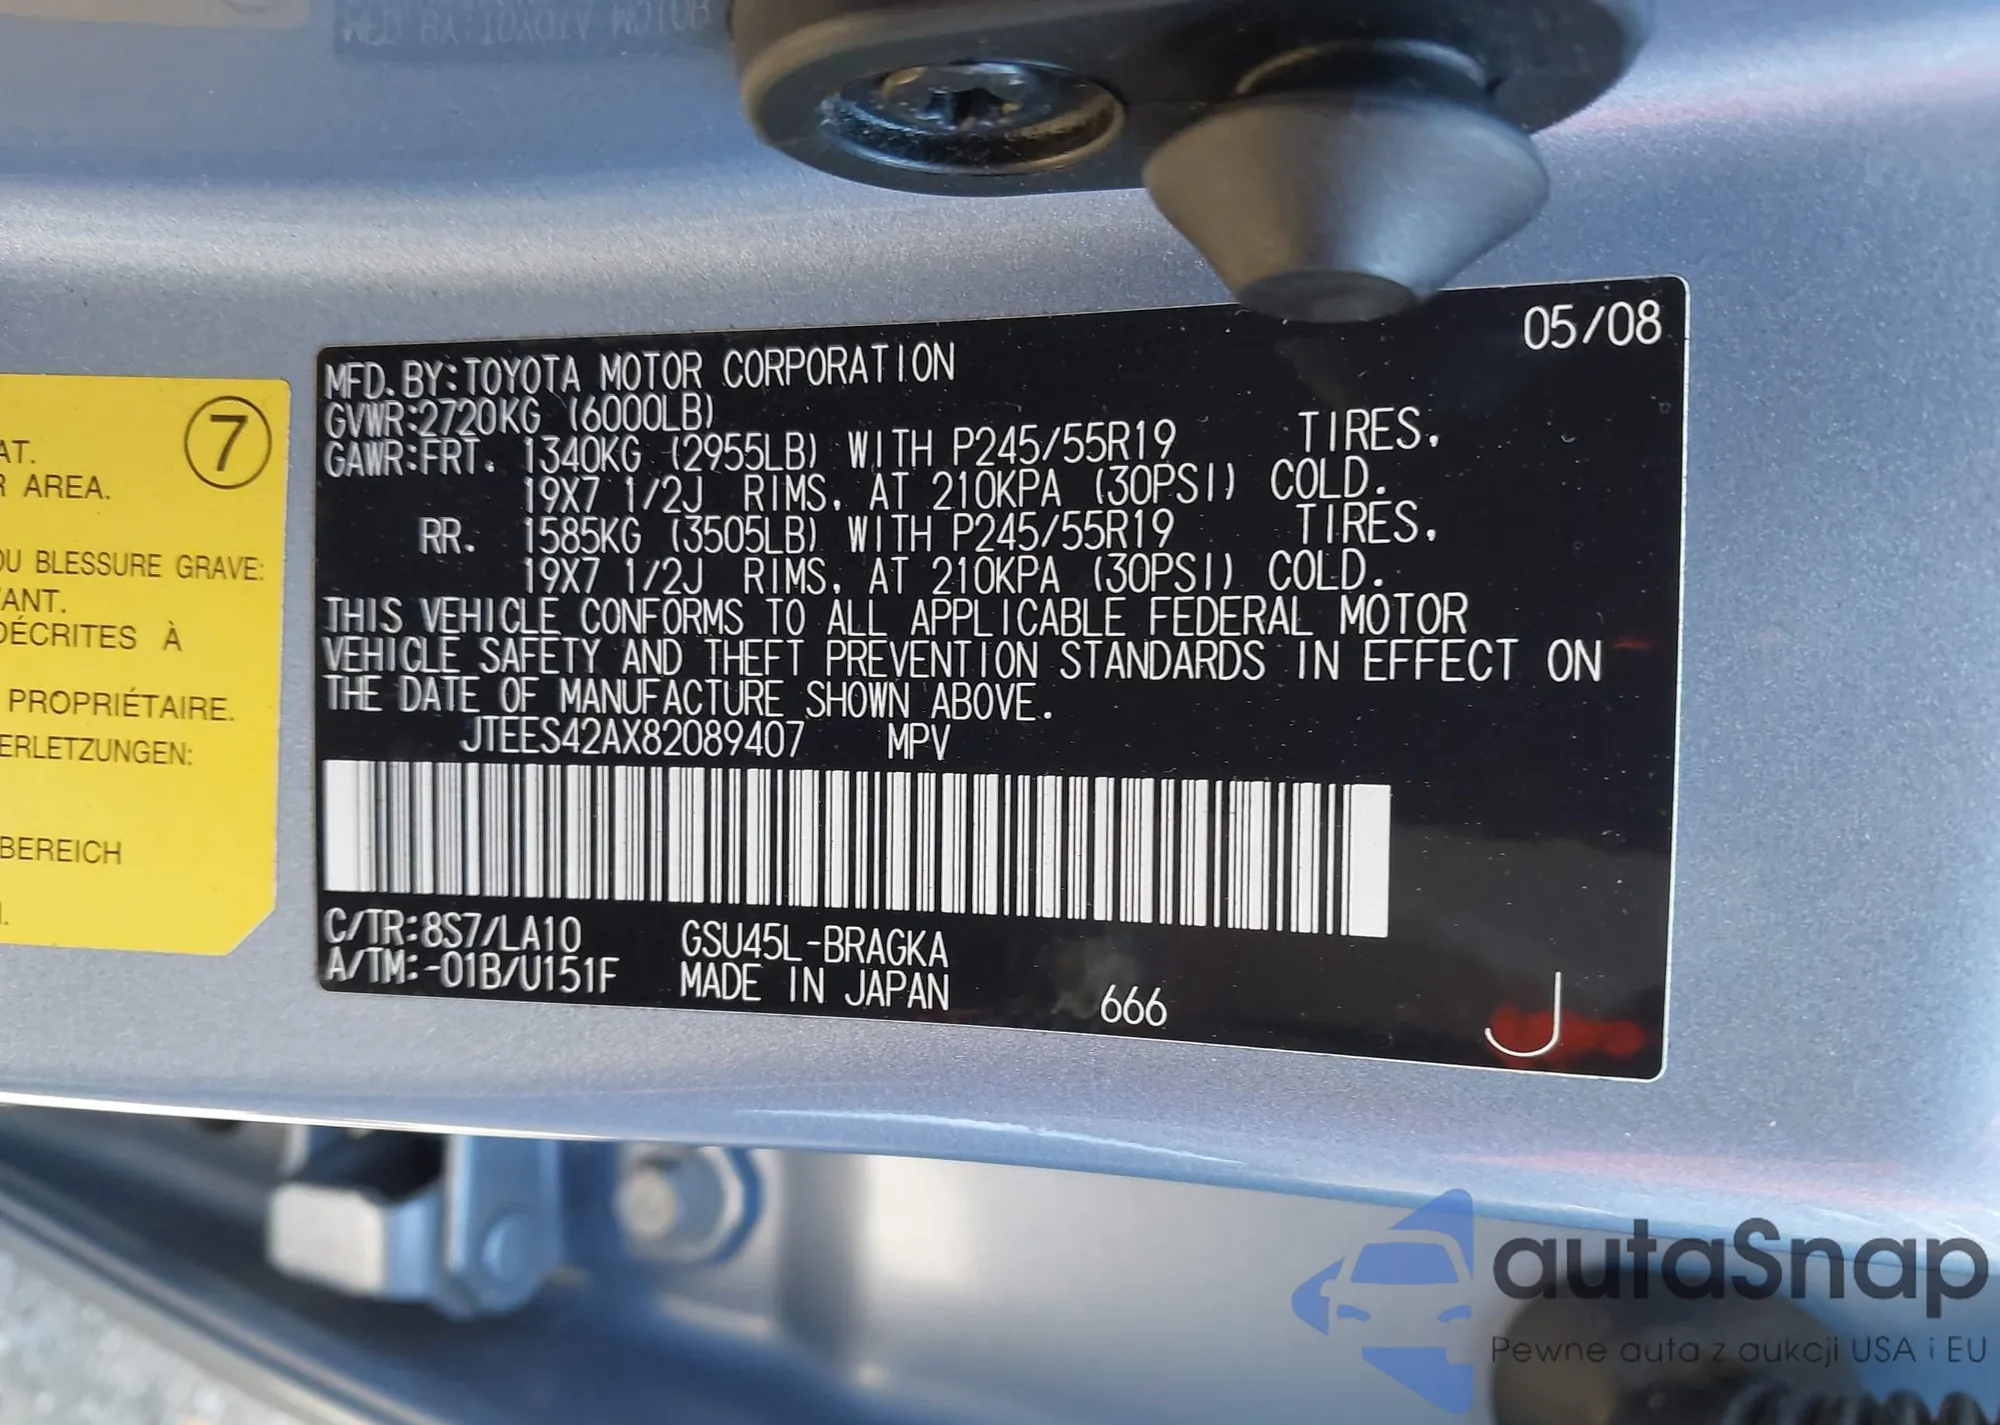 05/08
MFD. BY:TOYOTA MOTOR CORPORATION
GVWR:2720KG (6000LB)
GAWR:FRT. 1340KG (2955LB) WITH P245/55R19 TIRES,
19X7 1/2J RIMS, AT 210KPA (30PSI) COLD.
RR. 1585KG (3505LB) WITH P245/55R19 TIRES,
19X7 1/2J RIMS, AT 210KPA (30PSI) COLD.
THIS VEHICLE CONFORMS TO ALL APPLICABLE FEDERAL MOTOR
VEHICLE SAFETY AND THEFT PREVENTION STANDARDS IN EFFECT ON
THE DATE OF MANUFACTURE SHOWN ABOVE.
JTEES42AX82089407 MPV
C/TR:8S7/LA10 GSU45L-BRAGKA
A/TM:-01B/U151F MADE IN JAPAN
666
J
7
AT.
R AREA.
OU BLESSURE GRAVE:
VANT.
DÉCRITES À
PROPRIÉTAIRE.
ERLETZUNGEN:
BEREICH
autaSnap
Pewne auta z aukcji USA i EU